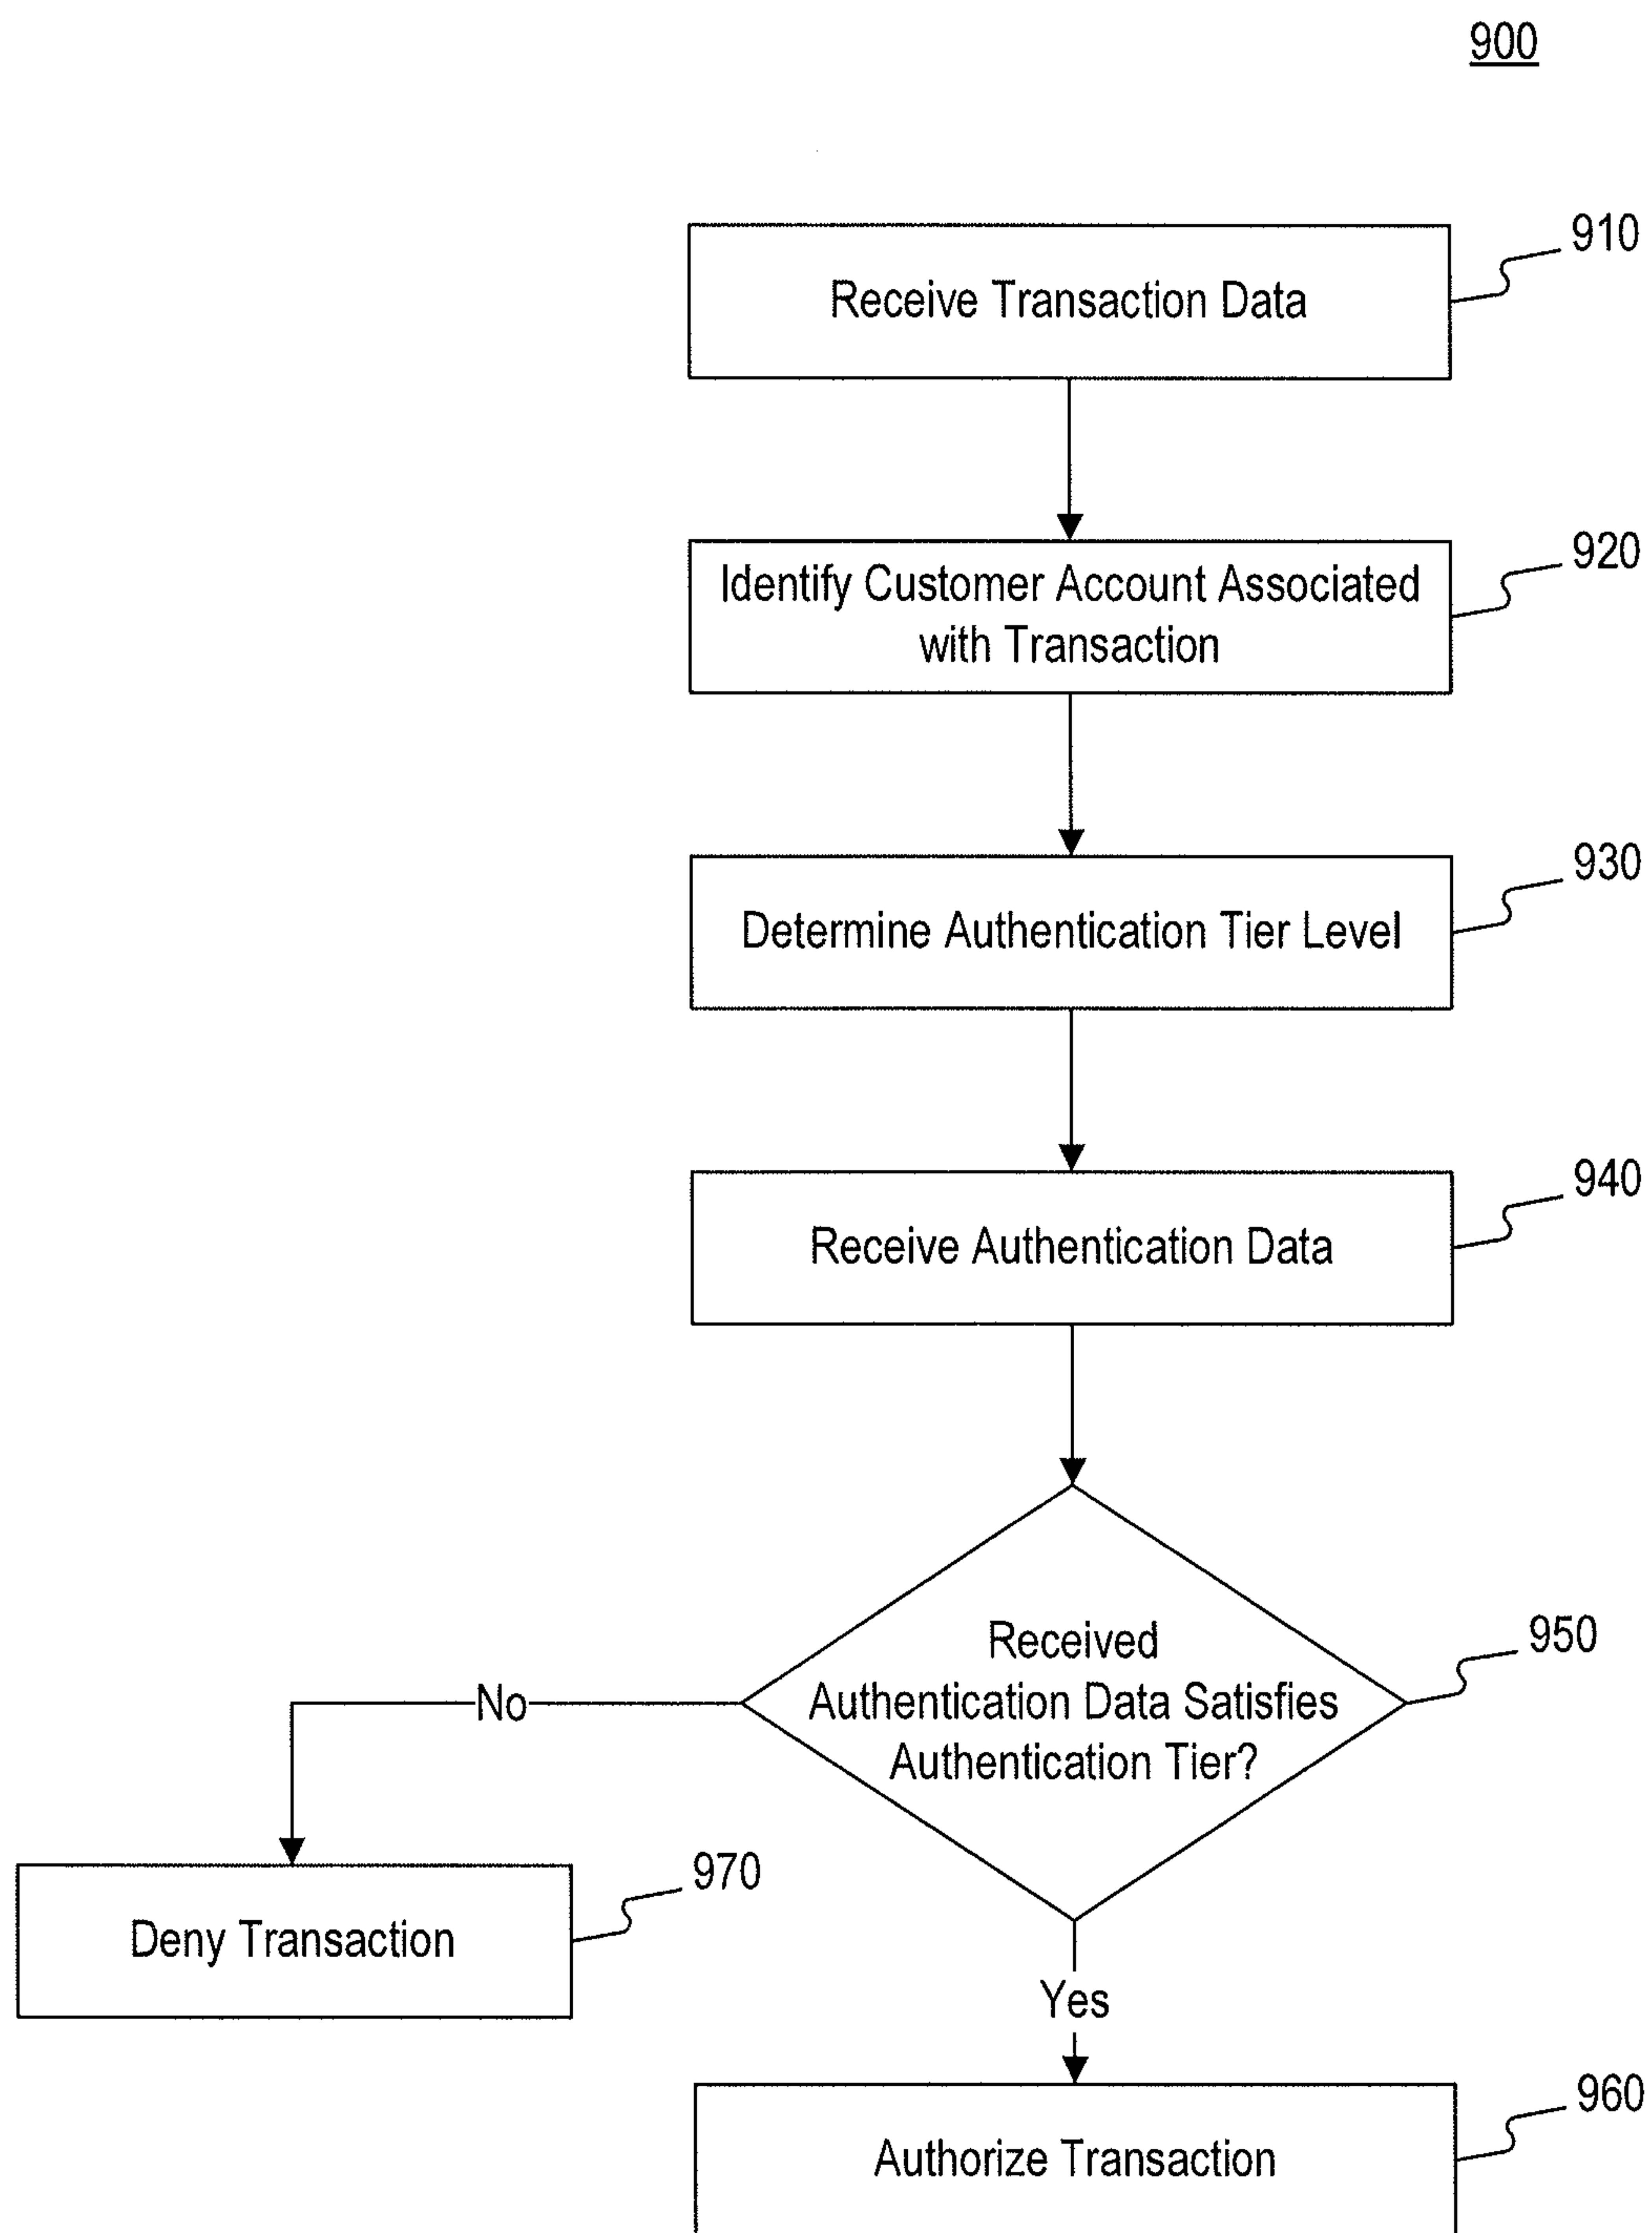 900
910
Receive Transaction Data
920
Identify Customer Account Associated
with Transaction
930
Determine Authentication Tier Level
940
Receive Authentication Data
950
Received
Authentication Data Satisfies
Authentication Tier?
No
970
Deny Transaction
Yes
960
Authorize Transaction